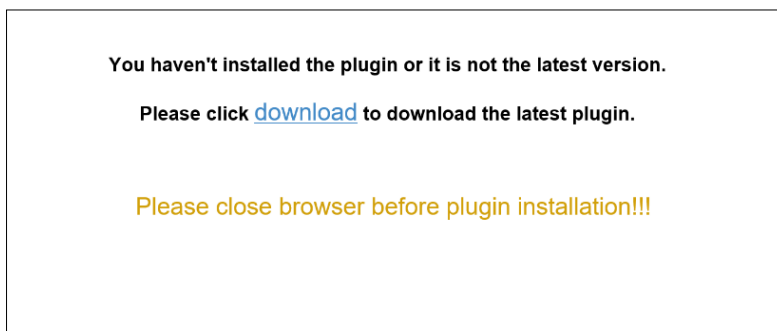 You haven't installed the plugin or it is not the latest version.
Please click download to download the latest plugin.
Please close browser before plugin installation!!!